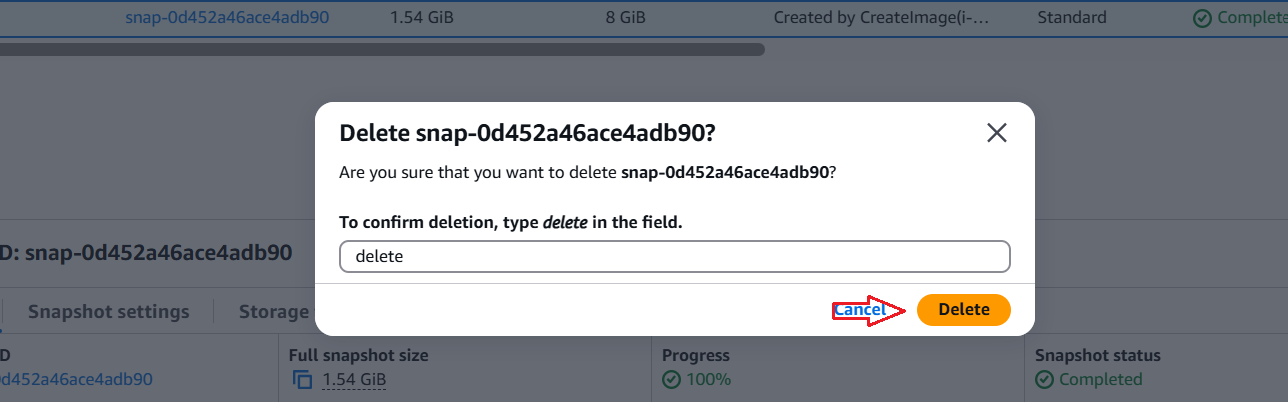 snap-0d452a46ace4adb90 1.54 GiB 8 GiB Created by CreateImage(i-... Standard Complete
Delete snap-0d452a46ace4adb90?
Are you sure that you want to delete snap-0d452a46ace4adb90?
To confirm deletion, type delete in the field.
delete
Cancel Delete
D: snap-0d452a46ace4adb90
Snapshot settings Storage
D Full snapshot size Progress Snapshot status
0d452a46ace4adb90 1.54 GiB 100% Completed